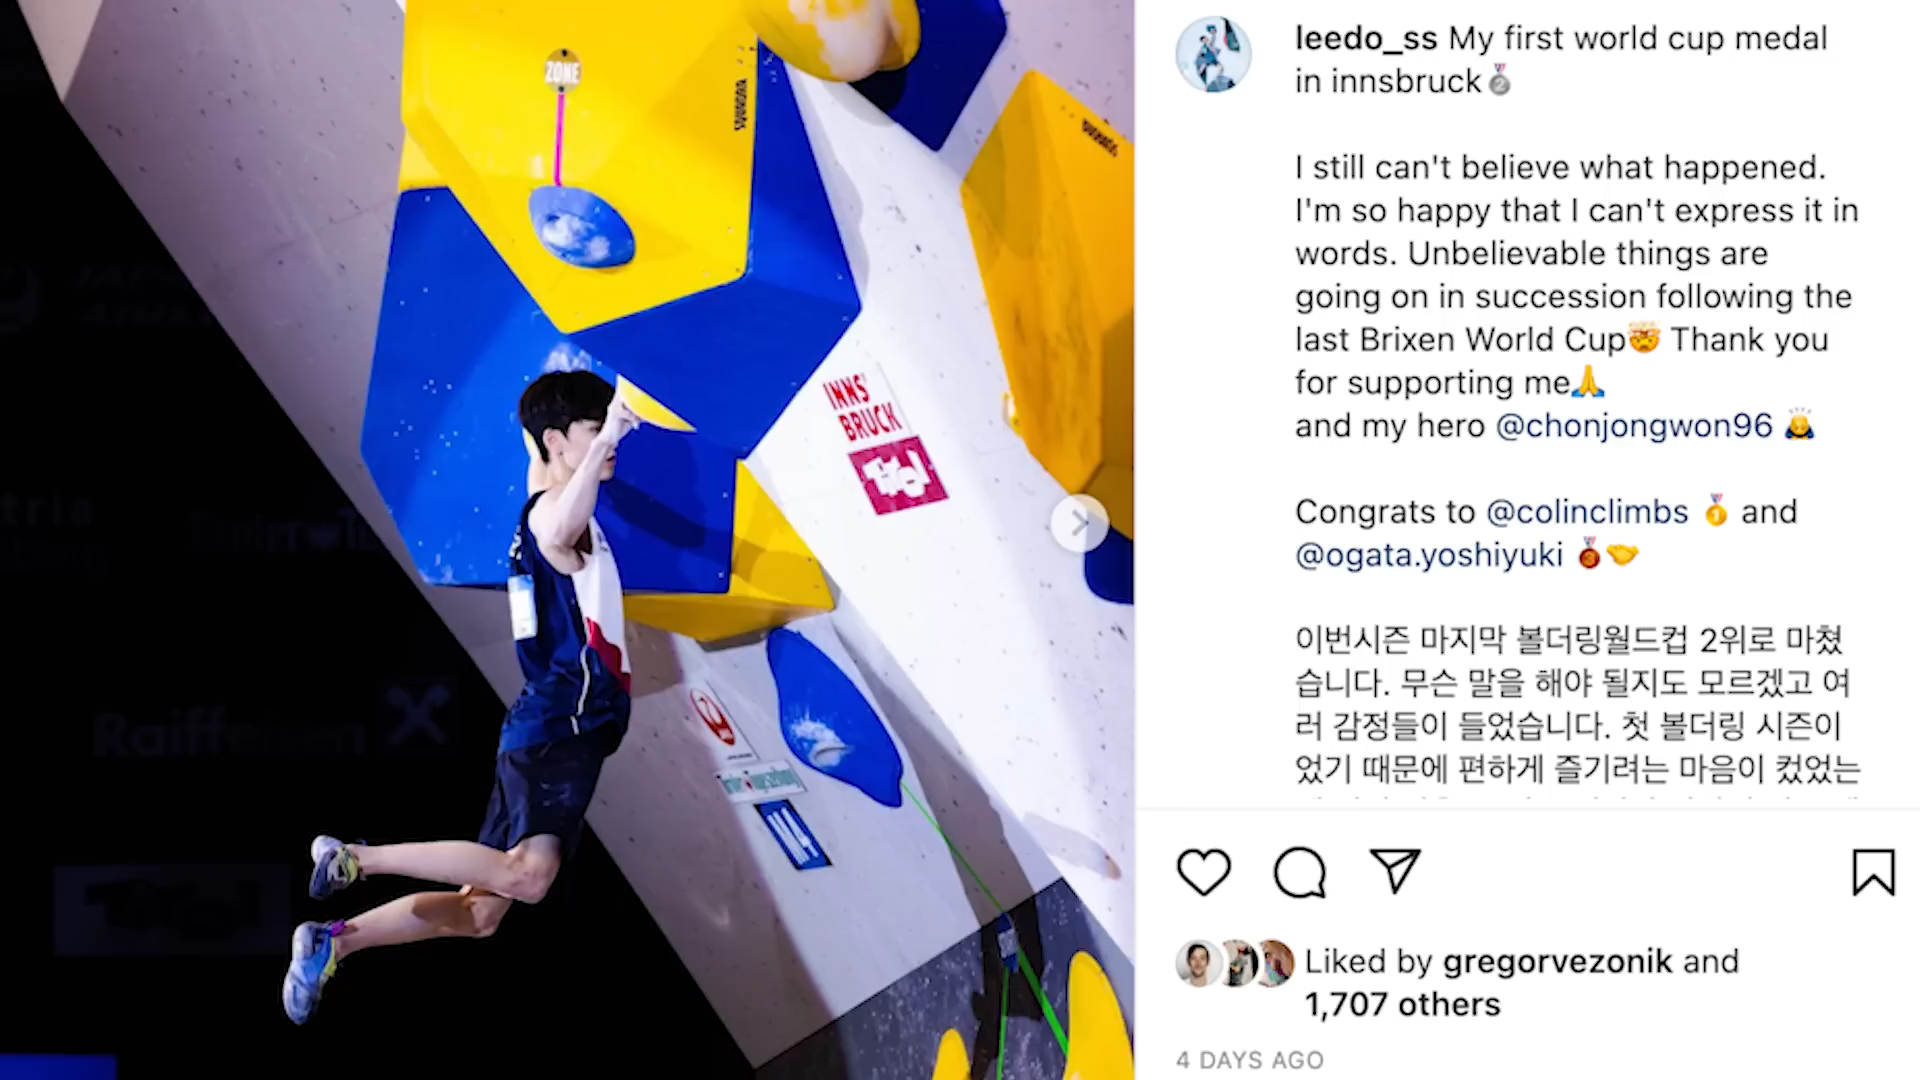 ZONE
SQUADRA
INNS'
BRUCK
Tirol
Raiffeisen
leedo_ss My first world cup medal
in innsbruck🥈
I still can't believe what happened.
I'm so happy that I can't express it in
words. Unbelievable things are
going on in succession following the
last Brixen World Cup🤯 Thank you
for supporting me🙏
and my hero @chonjongwon96 🙇
Congrats to @colinclimbs 🥇 and
@ogata.yoshiyuki 🥉🤝
이번시즌 마지막 볼더링월드컵 2위로 마쳤
습니다. 무슨 말을 해야 될지도 모르겠고 여
러 감정들이 들었습니다. 첫 볼더링 시즌이
었기 때문에 편하게 즐기려는 마음이 컸었는
Liked by gregorvezonik and
1,707 others
4 DAYS AGO